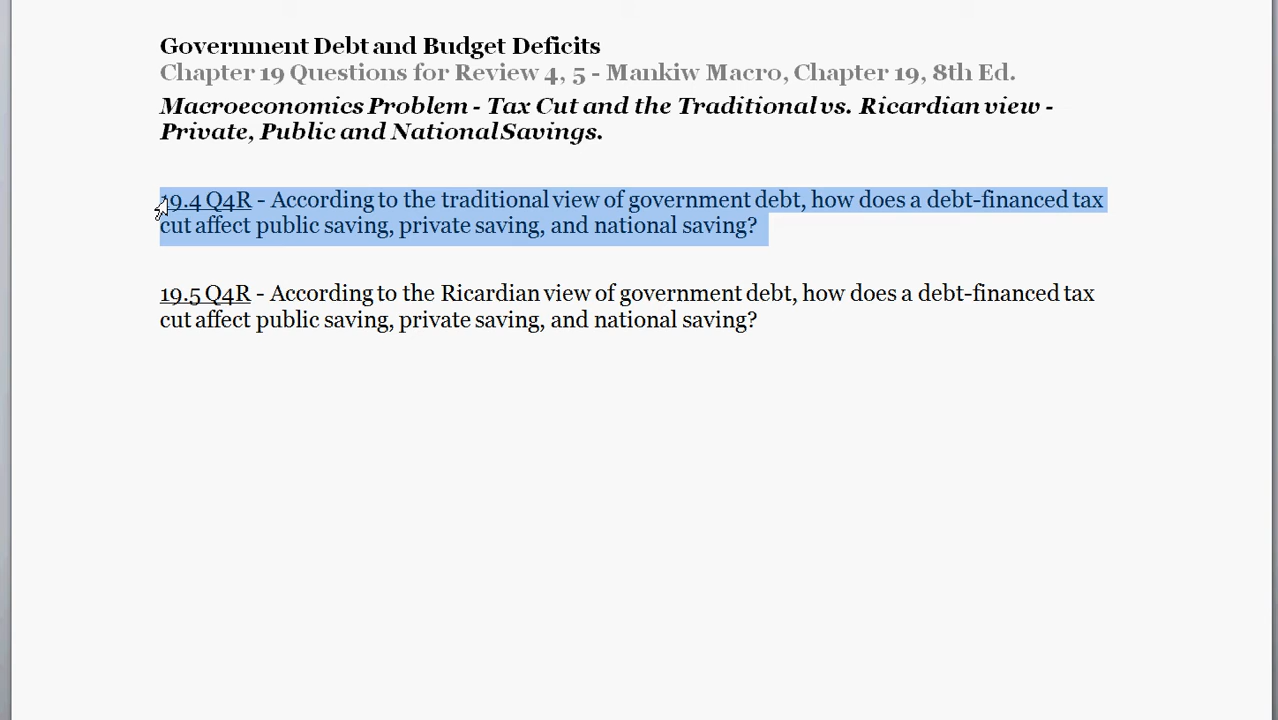 Government Debt and Budget Deficits
Chapter 19 Questions for Review 4, 5 - Mankiw Macro, Chapter 19, 8th Ed.
Macroeconomics Problem - Tax Cut and the Traditional vs. Ricardian view -
Private, Public and National Savings.
19.4 Q4R - According to the traditional view of government debt, how does a debt-financed tax
cut affect public saving, private saving, and national saving?
19.5 Q4R - According to the Ricardian view of government debt, how does a debt-financed tax
cut affect public saving, private saving, and national saving?